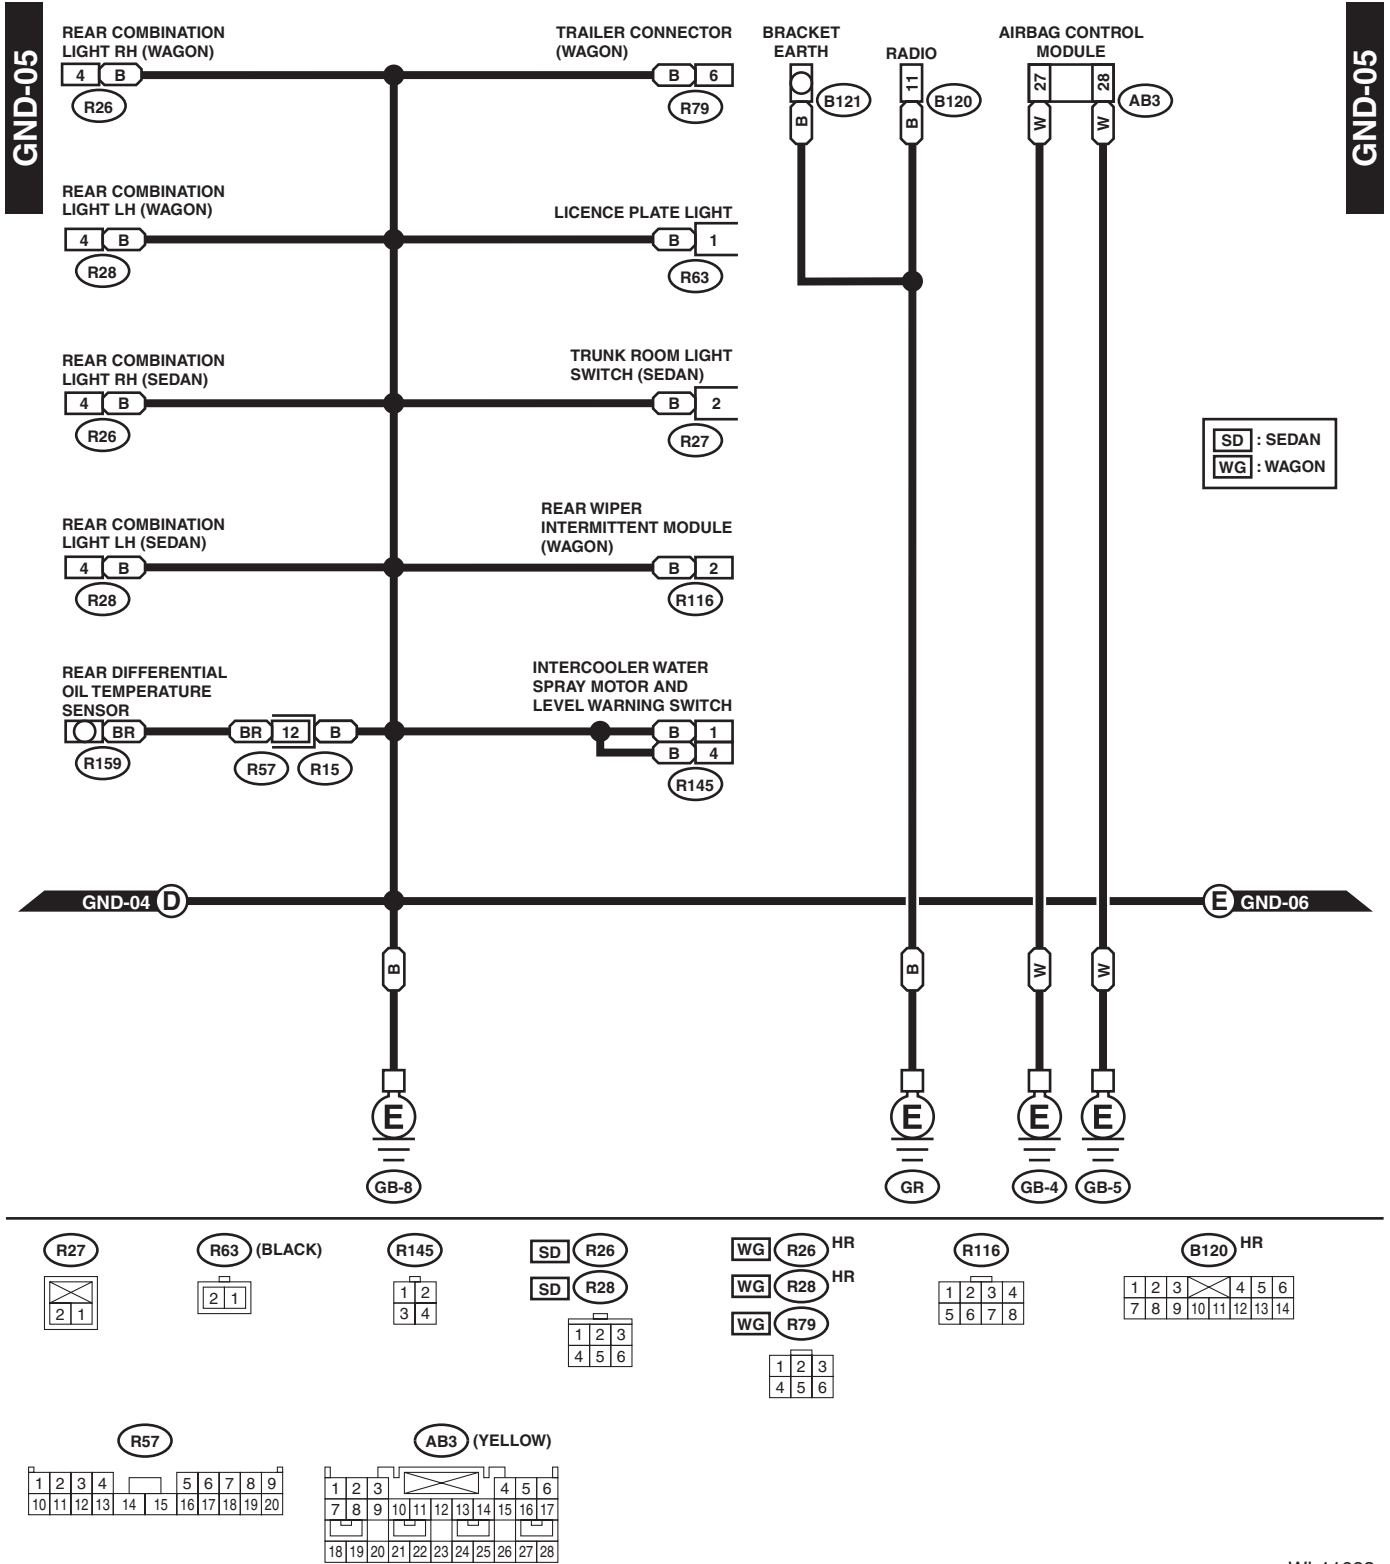 GND-05
GND-05
REAR COMBINATION
LIGHT RH (WAGON)
4 B
R26
TRAILER CONNECTOR
(WAGON)
B 6
R79
BRACKET
EARTH
B121
B
RADIO
11
B120
B
AIRBAG CONTROL
MODULE
27 28
AB3
W W
REAR COMBINATION
LIGHT LH (WAGON)
4 B
R28
LICENCE PLATE LIGHT
B 1
R63
REAR COMBINATION
LIGHT RH (SEDAN)
4 B
R26
TRUNK ROOM LIGHT
SWITCH (SEDAN)
B 2
R27
SD : SEDAN
WG : WAGON
REAR COMBINATION
LIGHT LH (SEDAN)
4 B
R28
REAR WIPER
INTERMITTENT MODULE
(WAGON)
B 2
R116
REAR DIFFERENTIAL
OIL TEMPERATURE
SENSOR
BR BR 12 B
R159 R57 R15
INTERCOOLER WATER
SPRAY MOTOR AND
LEVEL WARNING SWITCH
B 1
B 4
R145
GND-04 D
E GND-06
B B W W
E E E E
GB-8 GR GB-4 GB-5
R27
2 1
R63 (BLACK)
2 1
R145
1 2
3 4
SD R26
SD R28
1 2 3
4 5 6
WG R26 HR
WG R28 HR
WG R79
1 2 3
4 5 6
R116
1 2 3 4
5 6 7 8
B120 HR
1 2 3 4 5 6
7 8 9 10 11 12 13 14
R57
1 2 3 4 5 6 7 8 9
10 11 12 13 14 15 16 17 18 19 20
AB3 (YELLOW)
1 2 3 4 5 6
7 8 9 10 11 12 13 14 15 16 17
18 19 20 21 22 23 24 25 26 27 28